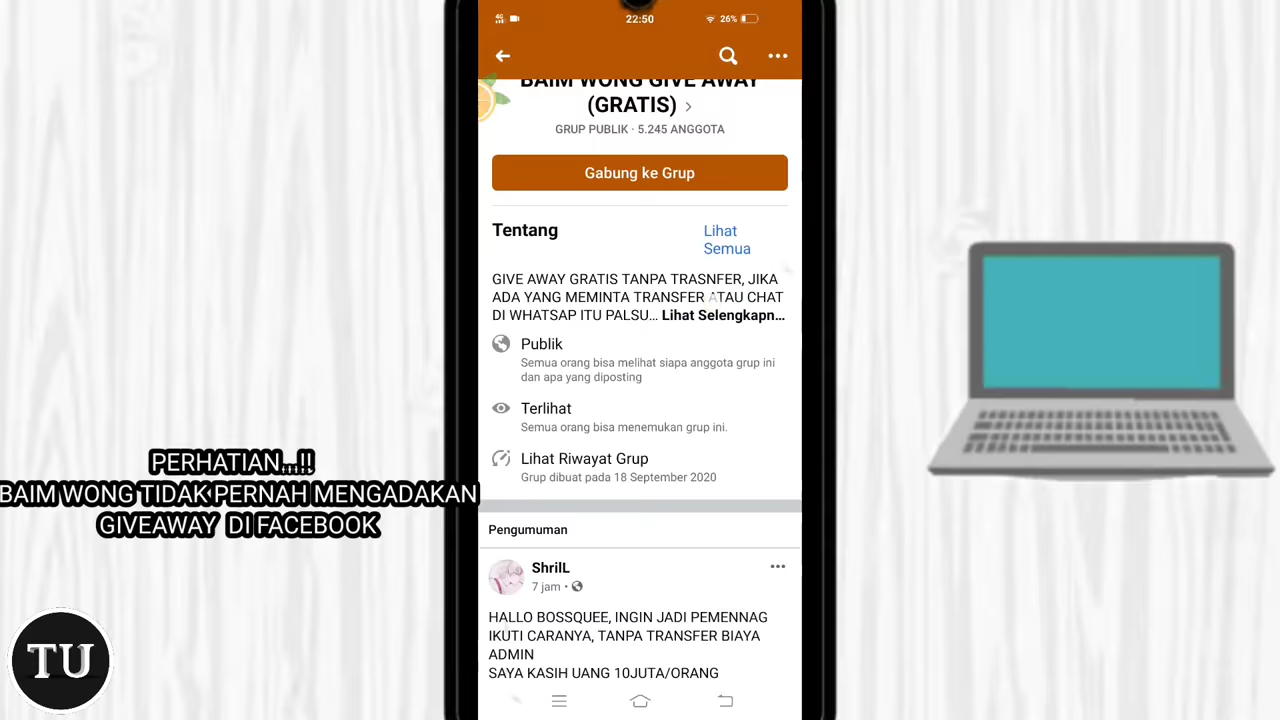 4G
22:50
26%
BAIM WONG GIVE AWAY
(GRATIS)
GRUP PUBLIK · 5.245 ANGGOTA
Gabung ke Grup
Tentang
Lihat
Semua
GIVE AWAY GRATIS TANPA TRASNFER, JIKA
ADA YANG MEMINTA TRANSFER ATAU CHAT
DI WHATSAP ITU PALSU... Lihat Selengkapn...
Publik
Semua orang bisa melihat siapa anggota grup ini
dan apa yang diposting
Terlihat
Semua orang bisa menemukan grup ini.
Lihat Riwayat Grup
Grup dibuat pada 18 September 2020
Pengumuman
ShrilL
7 jam ·
HALLO BOSSQUEE, INGIN JADI PEMENNAG
IKUTI CARANYA, TANPA TRANSFER BIAYA
ADMIN
SAYA KASIH UANG 10JUTA/ORANG
PERHATIAN...!!
BAIM WONG TIDAK PERNAH MENGADAKAN
GIVEAWAY DI FACEBOOK
TU